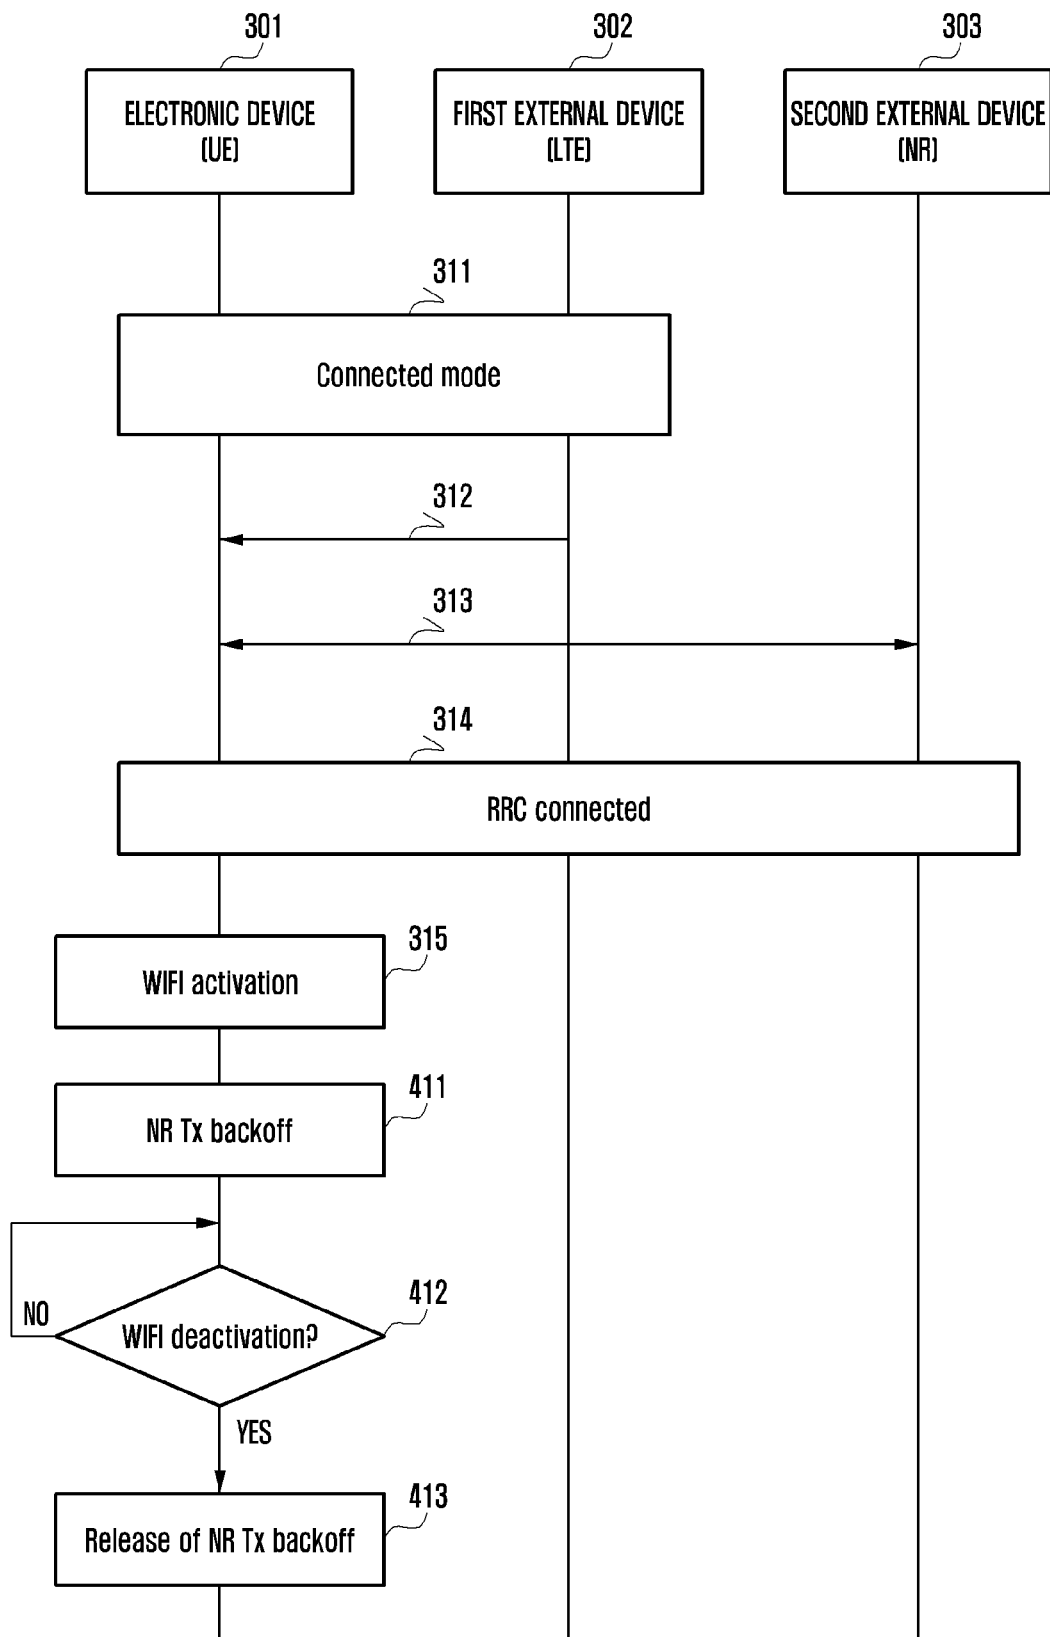 301
302
303
ELECTRONIC DEVICE
(UE)
FIRST EXTERNAL DEVICE
(LTE)
SECOND EXTERNAL DEVICE
(NR)
311
Connected mode
312
313
314
RRC connected
315
WIFI activation
411
NR Tx backoff
412
NO
WIFI deactivation?
YES
413
Release of NR Tx backoff